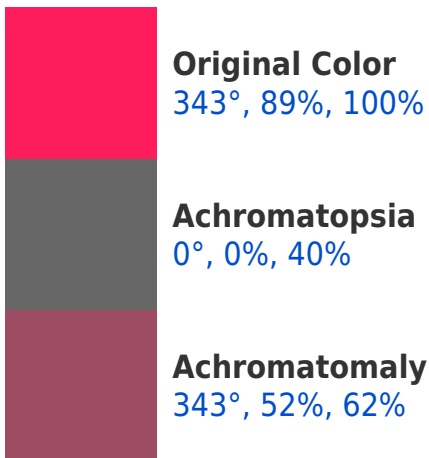 Original Color
343°, 89%, 100%
Achromatopsia
0°, 0%, 40%
Achromatomaly
343°, 52%, 62%